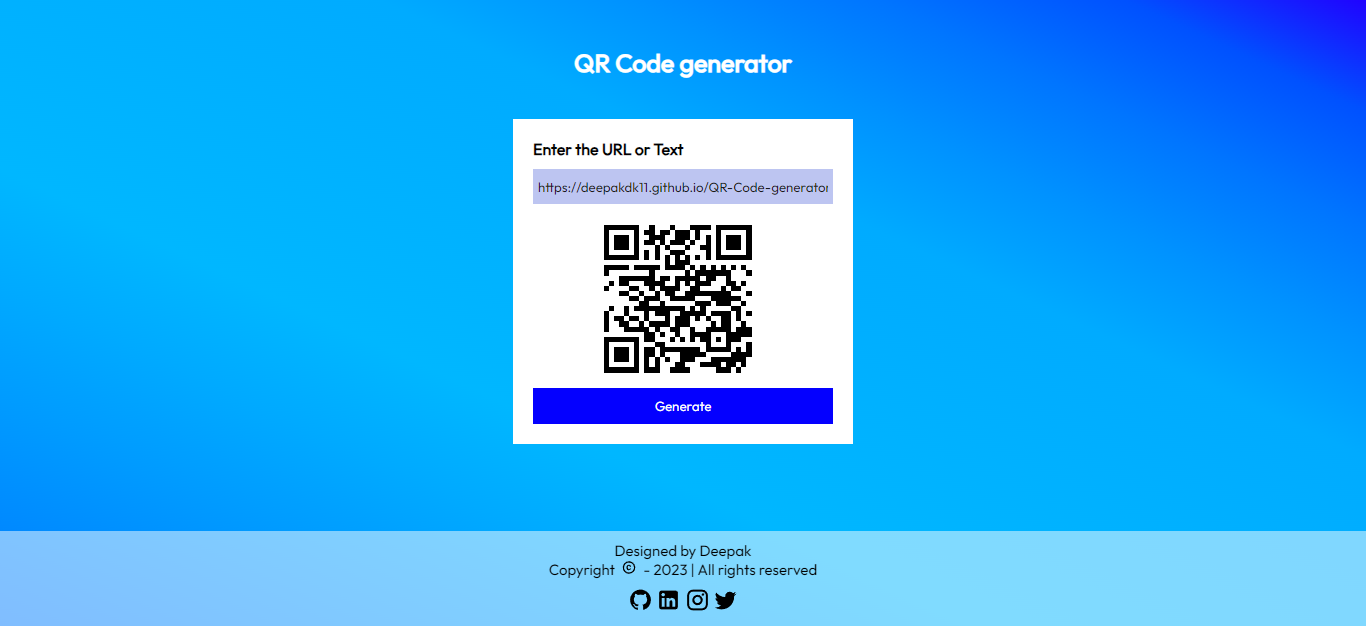 QR Code generator
Enter the URL or Text
https://deepakdk11.github.io/QR-Code-generator
Generate
Designed by Deepak
Copyright © - 2023 | All rights reserved